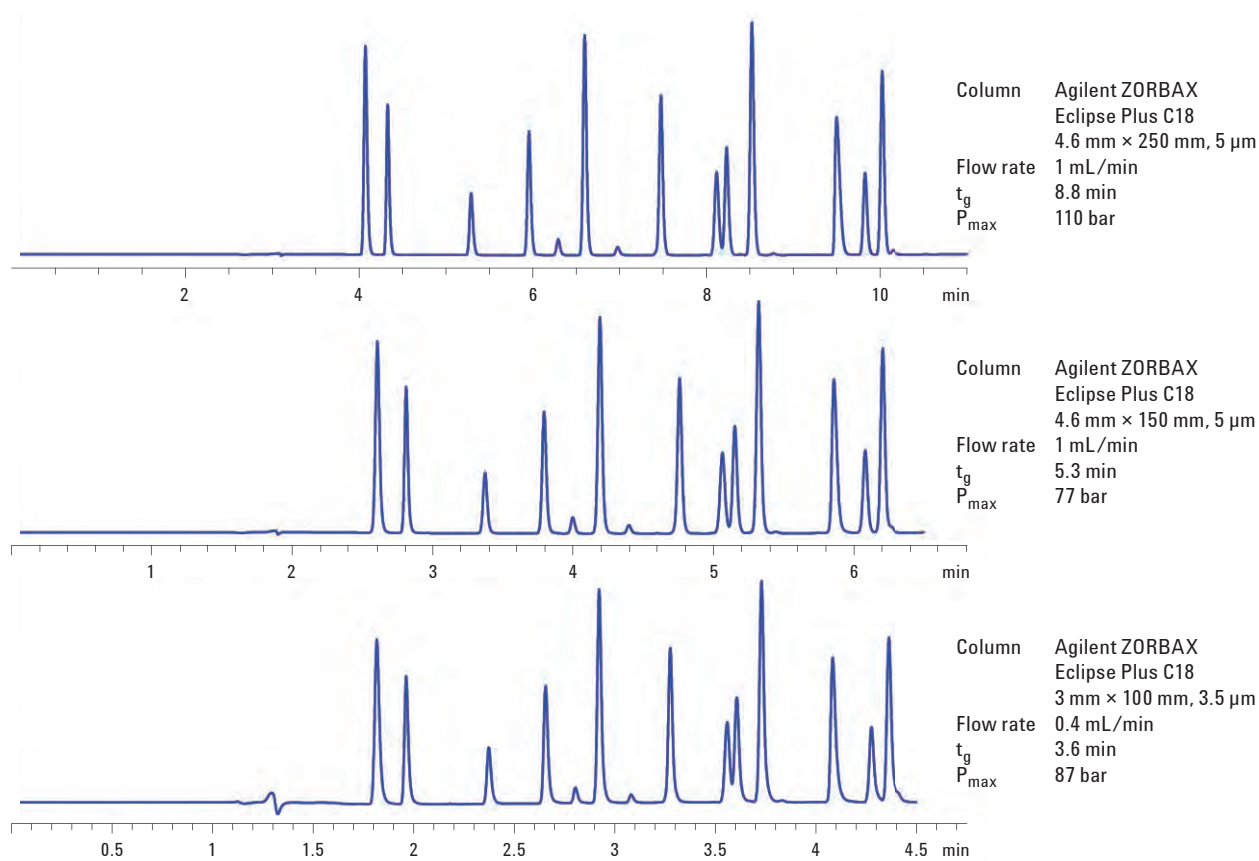 Column Agilent ZORBAX
Eclipse Plus C18
4.6 mm × 250 mm, 5 µm
Flow rate 1 mL/min
tg 8.8 min
Pmax 110 bar
2 4 6 8 10 min
Column Agilent ZORBAX
Eclipse Plus C18
4.6 mm × 150 mm, 5 µm
Flow rate 1 mL/min
tg 5.3 min
Pmax 77 bar
1 2 3 4 5 6 min
Column Agilent ZORBAX
Eclipse Plus C18
3 mm × 100 mm, 3.5 µm
Flow rate 0.4 mL/min
tg 3.6 min
Pmax 87 bar
0.5 1 1.5 2 2.5 3 3.5 4 4.5 min